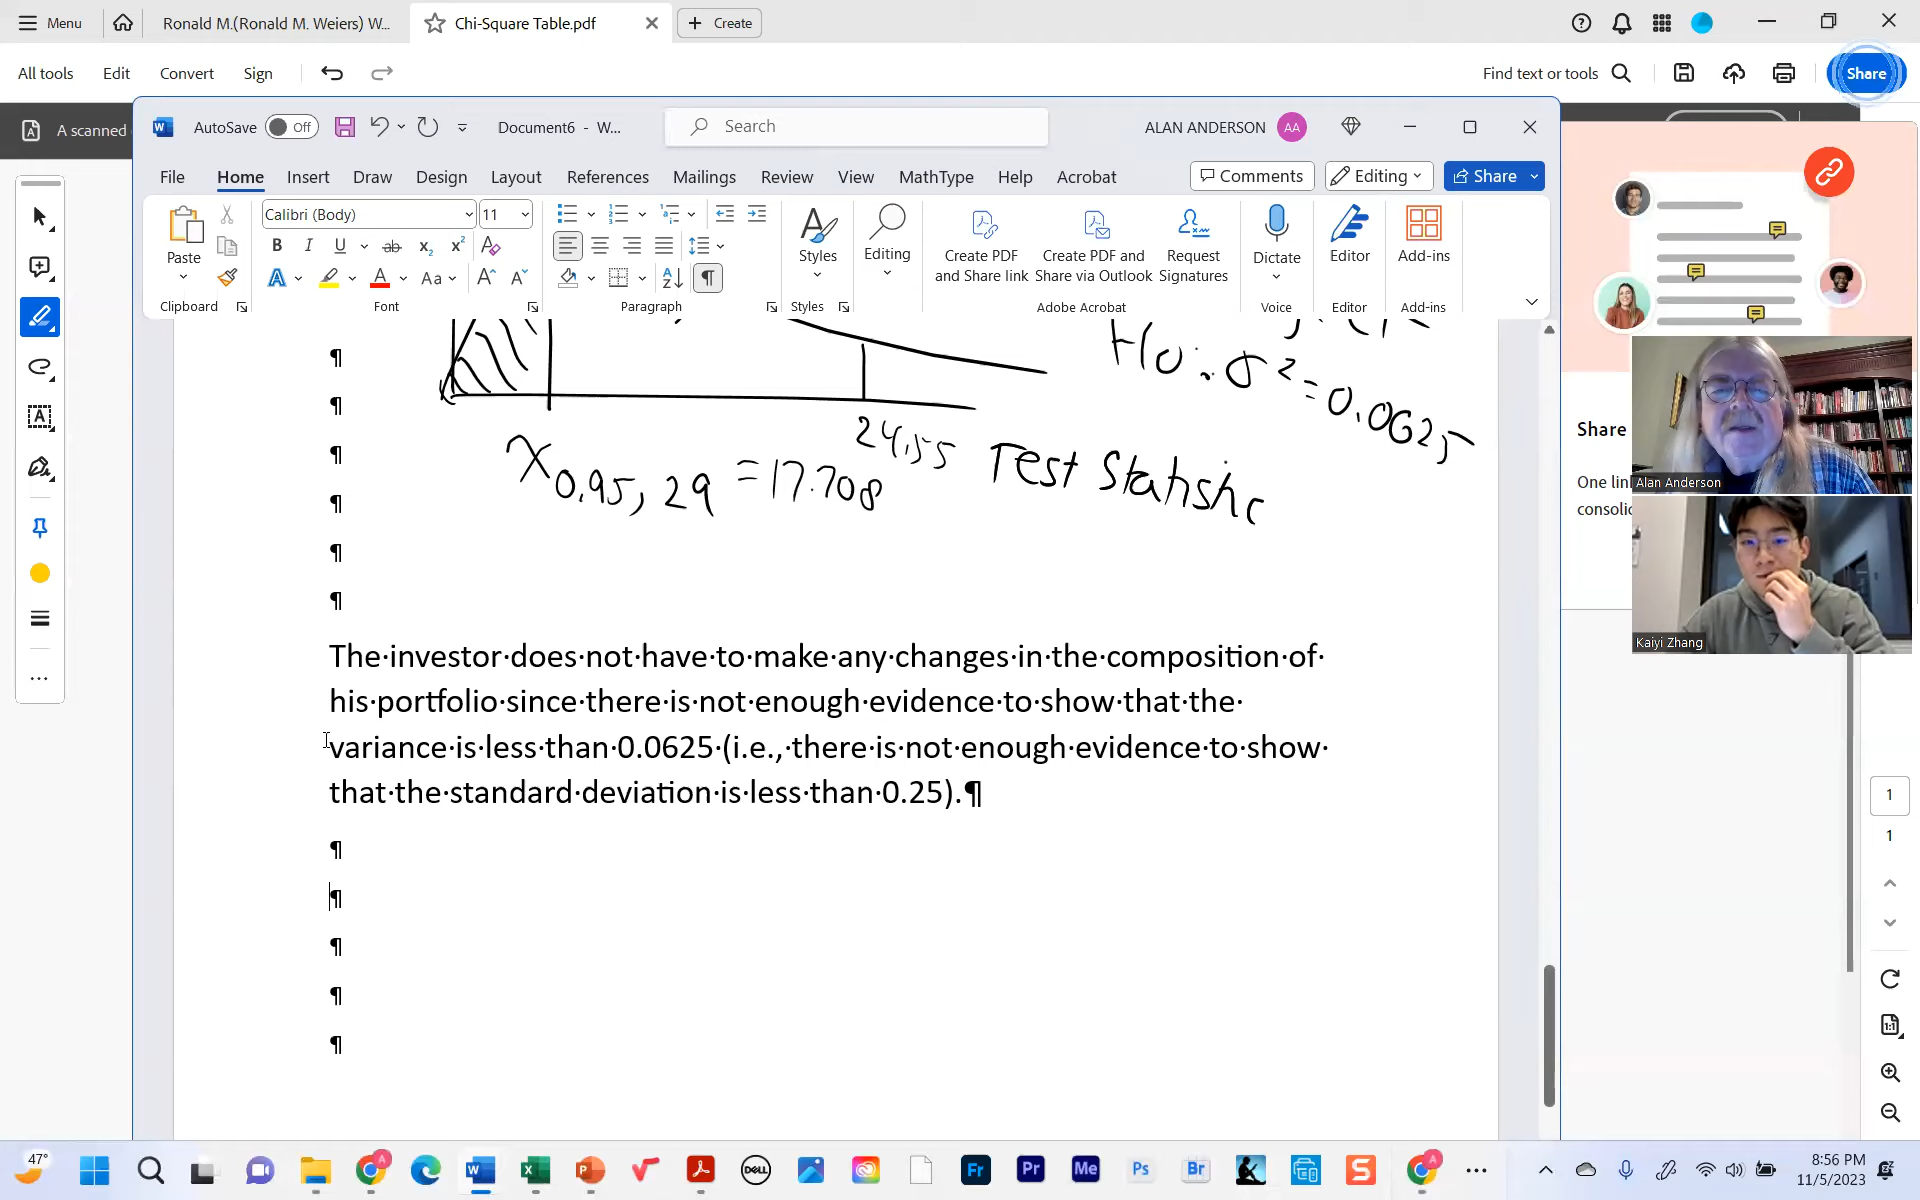 Menu
Ronald M.(Ronald M. Weiers) W...
Chi-Square Table.pdf
Create
All tools
Edit
Convert
Sign
Find text or tools
Share
A scanned
AutoSave
Off
Document6 - W...
Search
ALAN ANDERSON
AA
File
Home
Insert
Draw
Design
Layout
References
Mailings
Review
View
MathType
Help
Acrobat
Comments
Editing
Share
Paste
Clipboard
Calibri (Body)
11
Font
Paragraph
Styles
Styles
Editing
Create PDF
and Share link
Create PDF and
Share via Outlook
Request
Signatures
Adobe Acrobat
Dictate
Voice
Editor
Editor
Add-ins
Add-ins
H0: σ² = 0.0625
24.55
Test Statistic
X0.95, 29 = 17.708
The investor does not have to make any changes in the composition of
his portfolio since there is not enough evidence to show that the
variance is less than 0.0625 (i.e., there is not enough evidence to show
that the standard deviation is less than 0.25).¶
Share
One lin
consolid
Alan Anderson
Kaiyi Zhang
1
1
47°
8:56 PM
11/5/2023